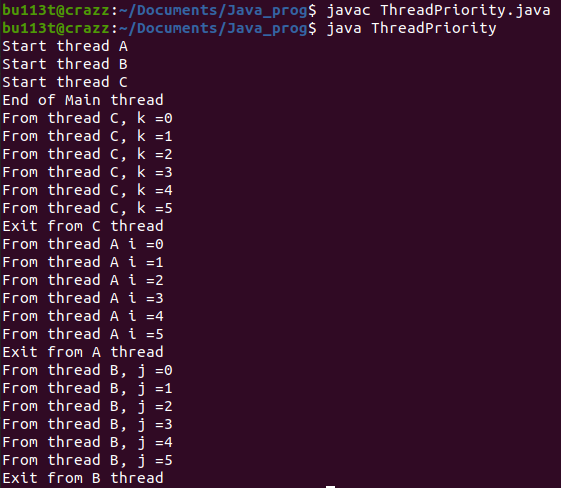 bu113t@crazz:~/Documents/Java_prog$ javac ThreadPriority.java
bu113t@crazz:~/Documents/Java_prog$ java ThreadPriority
Start thread A
Start thread B
Start thread C
End of Main thread
From thread C, k =0
From thread C, k =1
From thread C, k =2
From thread C, k =3
From thread C, k =4
From thread C, k =5
Exit from C thread
From thread A i =0
From thread A i =1
From thread A i =2
From thread A i =3
From thread A i =4
From thread A i =5
Exit from A thread
From thread B, j =0
From thread B, j =1
From thread B, j =2
From thread B, j =3
From thread B, j =4
From thread B, j =5
Exit from B thread